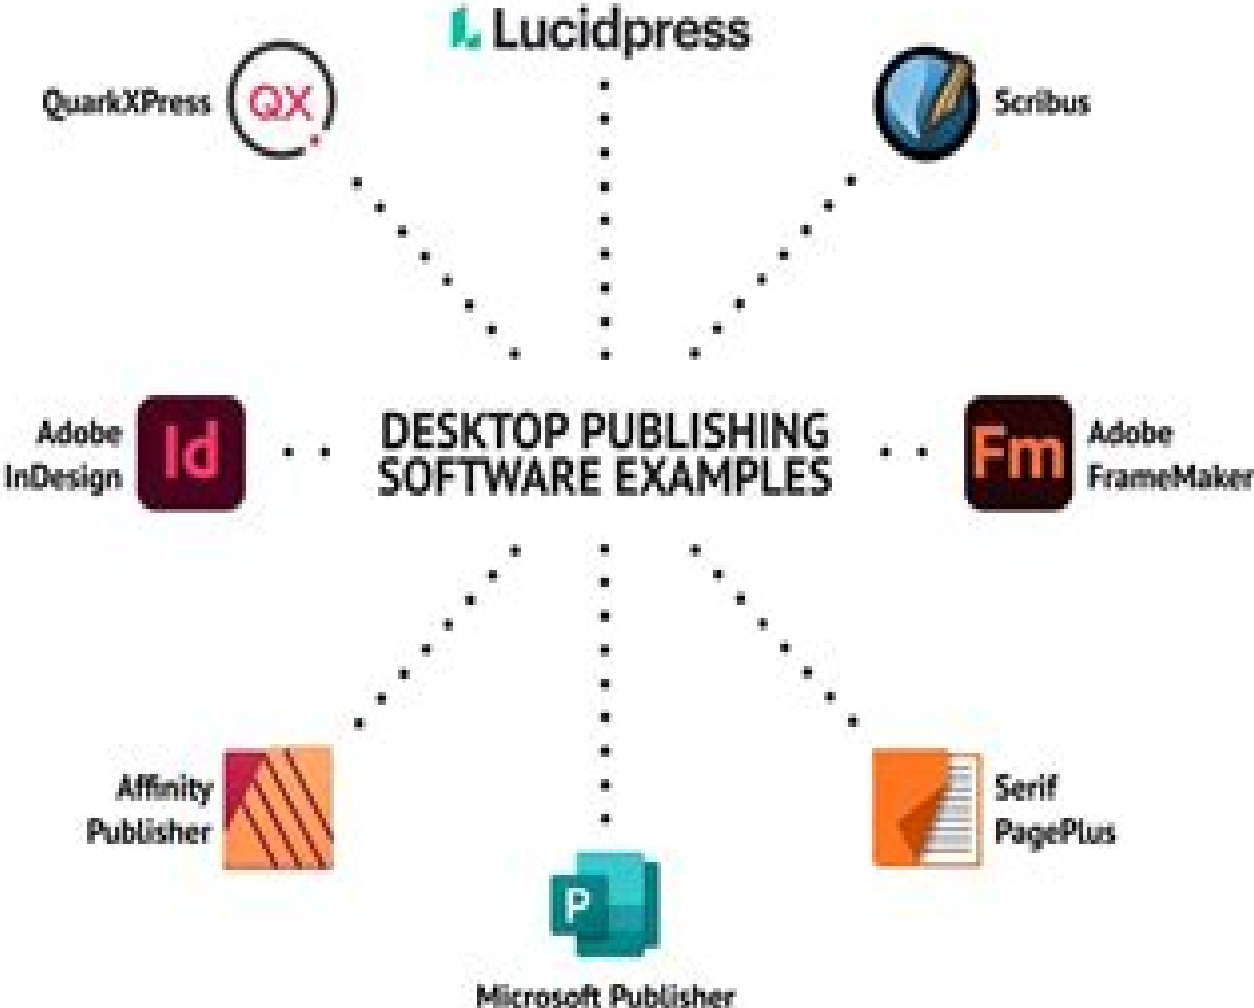 Lucidpress
QuarkXPress
QX
Scribus
Adobe
InDesign
Id
DESKTOP PUBLISHING
SOFTWARE EXAMPLES
Fm
Adobe
FrameMaker
Affinity
Publisher
Serif
PagePlus
P
Microsoft Publisher